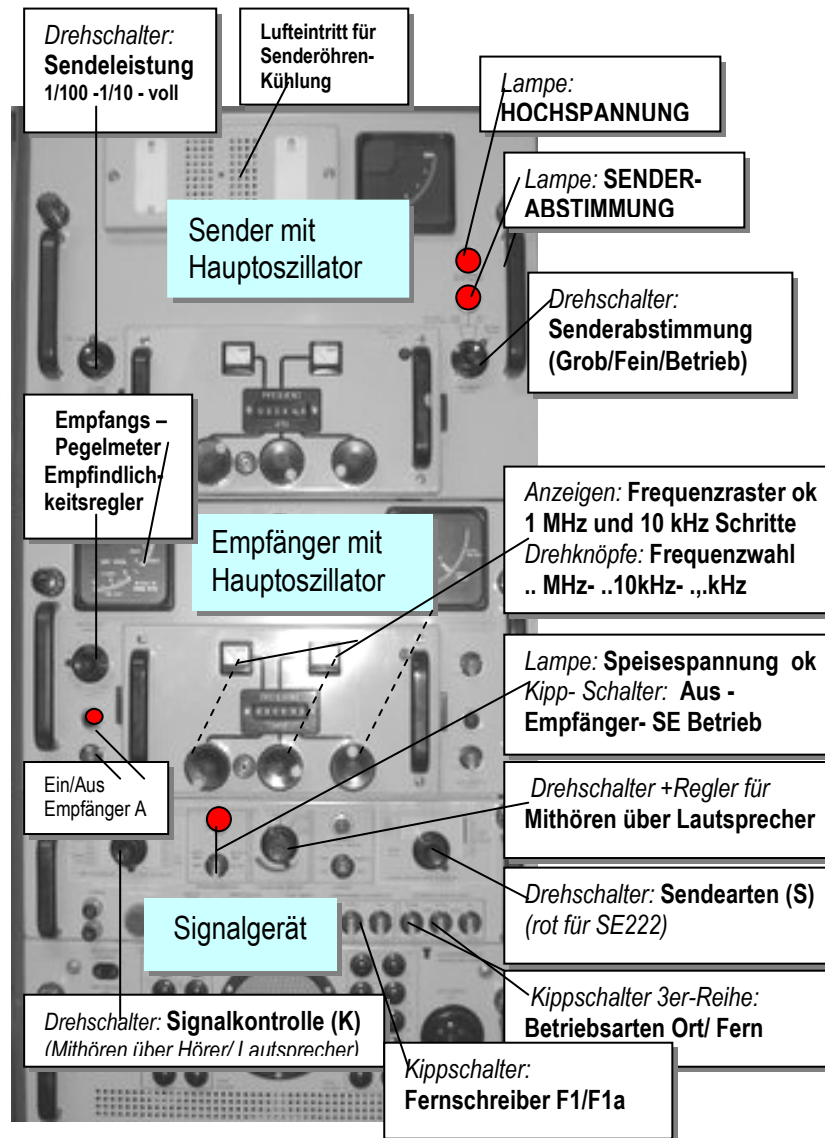 Drehschalter:
Sendeleistung
1/100 -1/10 - voll
Lufteintritt für
Senderöhren-
Kühlung
Lampe:
HOCHSPANNUNG
Lampe: SENDER-
ABSTIMMUNG
Sender mit
Hauptoszillator
Drehschalter:
Senderabstimmung
(Grob/Fein/Betrieb)
Empfangs –
Pegelmeter
Empfindlich-
keitsregler
Empfänger mit
Hauptoszillator
Anzeigen: Frequenzraster ok
1 MHz und 10 kHz Schritte
Drehknöpfe: Frequenzwahl
.. MHz- ..10kHz- .,.kHz
Lampe: Speisespannung ok
Kipp- Schalter: Aus -
Empfänger- SE Betrieb
Ein/Aus
Empfänger A
Drehschalter +Regler für
Mithören über Lautsprecher
Drehschalter: Sendearten (S)
(rot für SE222)
Signalgerät
Kippschalter 3er-Reihe:
Betriebsarten Ort/ Fern
Drehschalter: Signalkontrolle (K)
(Mithören über Hörer/ Lautsprecher)
Kippschalter:
Fernschreiber F1/F1a